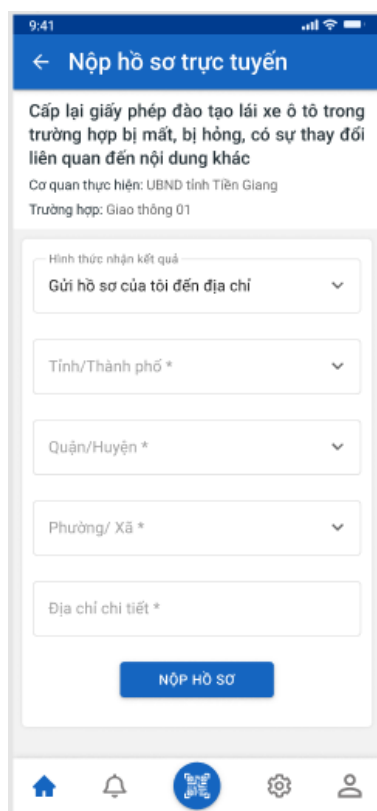 9:41
Nộp hồ sơ trực tuyến
Cấp lại giấy phép đào tạo lái xe ô tô trong
trường hợp bị mất, bị hỏng, có sự thay đổi
liên quan đến nội dung khác
Cơ quan thực hiện: UBND tỉnh Tiền Giang
Trường hợp: Giao thông 01
Hình thức nhận kết quả
Gửi hồ sơ của tôi đến địa chỉ
Tỉnh/Thành phố *
Quận/Huyện *
Phường/ Xã *
Địa chỉ chi tiết *
NỘP HỒ SƠ